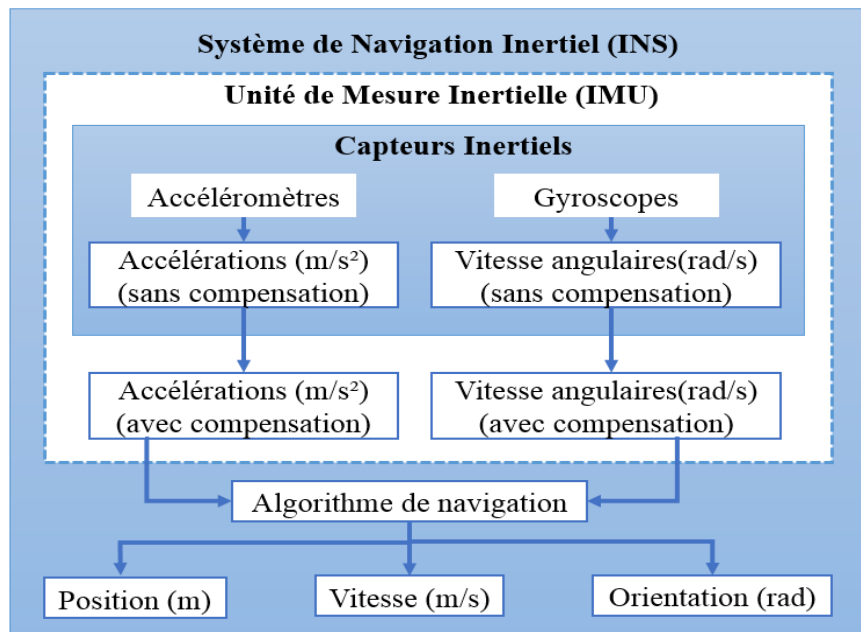 Système de Navigation Inertiel (INS)
Unité de Mesure Inertielle (IMU)
Capteurs Inertiels
Accéléromètres
Gyroscopes
Accélérations (m/s²)
(sans compensation)
Vitesse angulaires(rad/s)
(sans compensation)
Accélérations (m/s²)
(avec compensation)
Vitesse angulaires(rad/s)
(avec compensation)
Algorithme de navigation
Position (m)
Vitesse (m/s)
Orientation (rad)